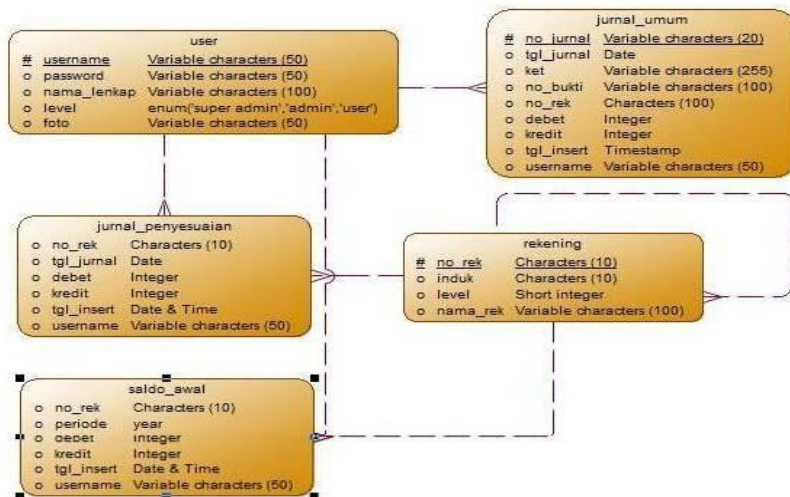 user
# username Variable characters (50)
o password Variable characters (50)
o nama_lenkap Variable characters (100)
o level enum('super admin','admin','user')
o foto Variable characters (50)
jurnal_umum
# no_jurnal Variable characters (20)
o tgl_jurnal Date
o ket Variable characters (255)
o no_bukti Variable characters (100)
o no_rek Characters (100)
o debet Integer
o kredit Integer
o tgl_insert Timestamp
o username Variable characters (50)
jurnal_penyesuaian
o no_rek Characters (10)
o tgl_jurnal Date
o debet Integer
o kredit Integer
o tgl_insert Date & Time
o username Variable characters (50)
rekening
# no_rek Characters (10)
o induk Characters (10)
o level Short integer
o nama_rek Variable characters (100)
saldo_awal
o no_rek Characters (10)
o periode year
o debet Integer
o kredit Integer
o tgl_insert Date & Time
o username Variable characters (50)